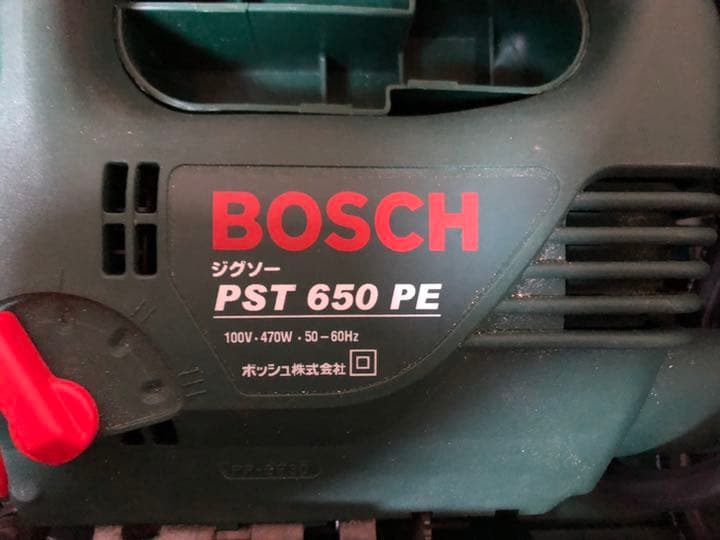 BOSCH
ジグソー
PST 650 PE
100V・470W・50-60Hz
ボッシュ株式会社